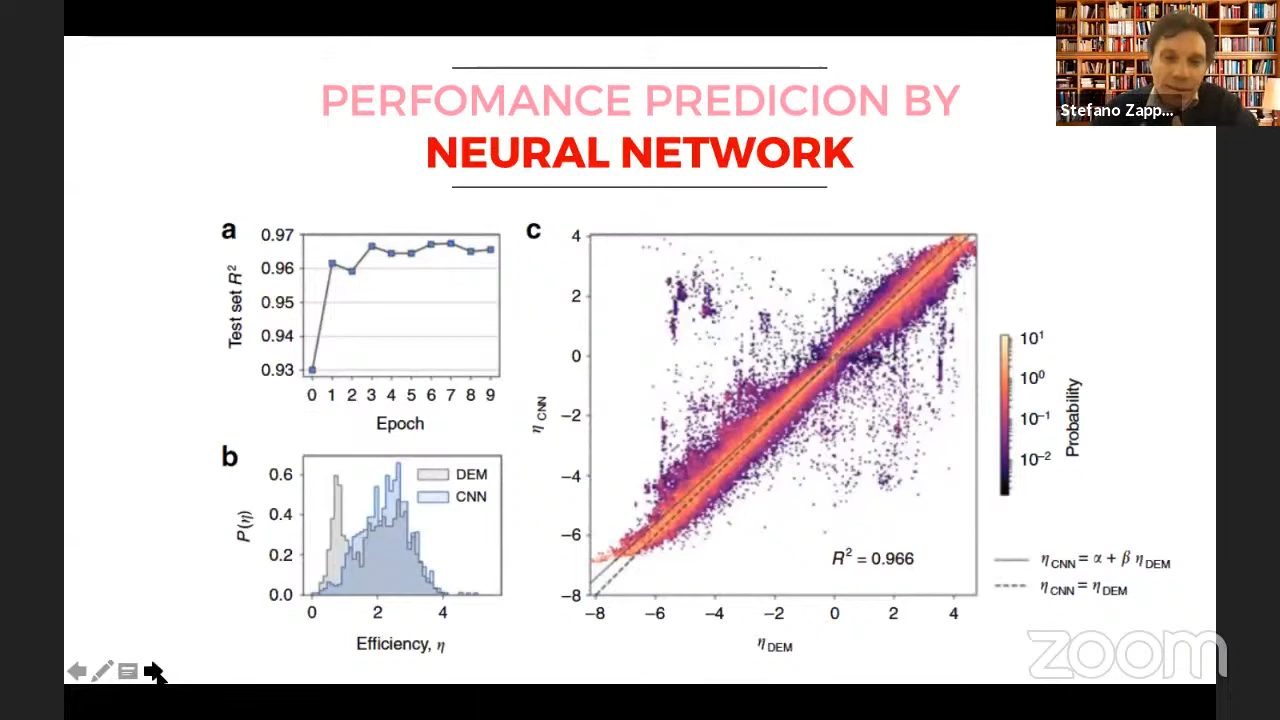 Stefano Zapp...
PERFOMANCE PREDICION BY
NEURAL NETWORK
a
0.97
0.96
0.95
0.94
0.93
Test set R²
0 1 2 3 4 5 6 7 8 9
Epoch
b
0.6
0.4
0.2
0.0
P(η)
DEM
CNN
0 2 4
Efficiency, η
c
4
2
0
−2
−4
−6
−8
η CNN
R² = 0.966
−8 −6 −4 −2 0 2 4
η DEM
10¹
10⁰
10⁻¹
10⁻²
Probability
η CNN = α + β η DEM
η CNN = η DEM
zoom